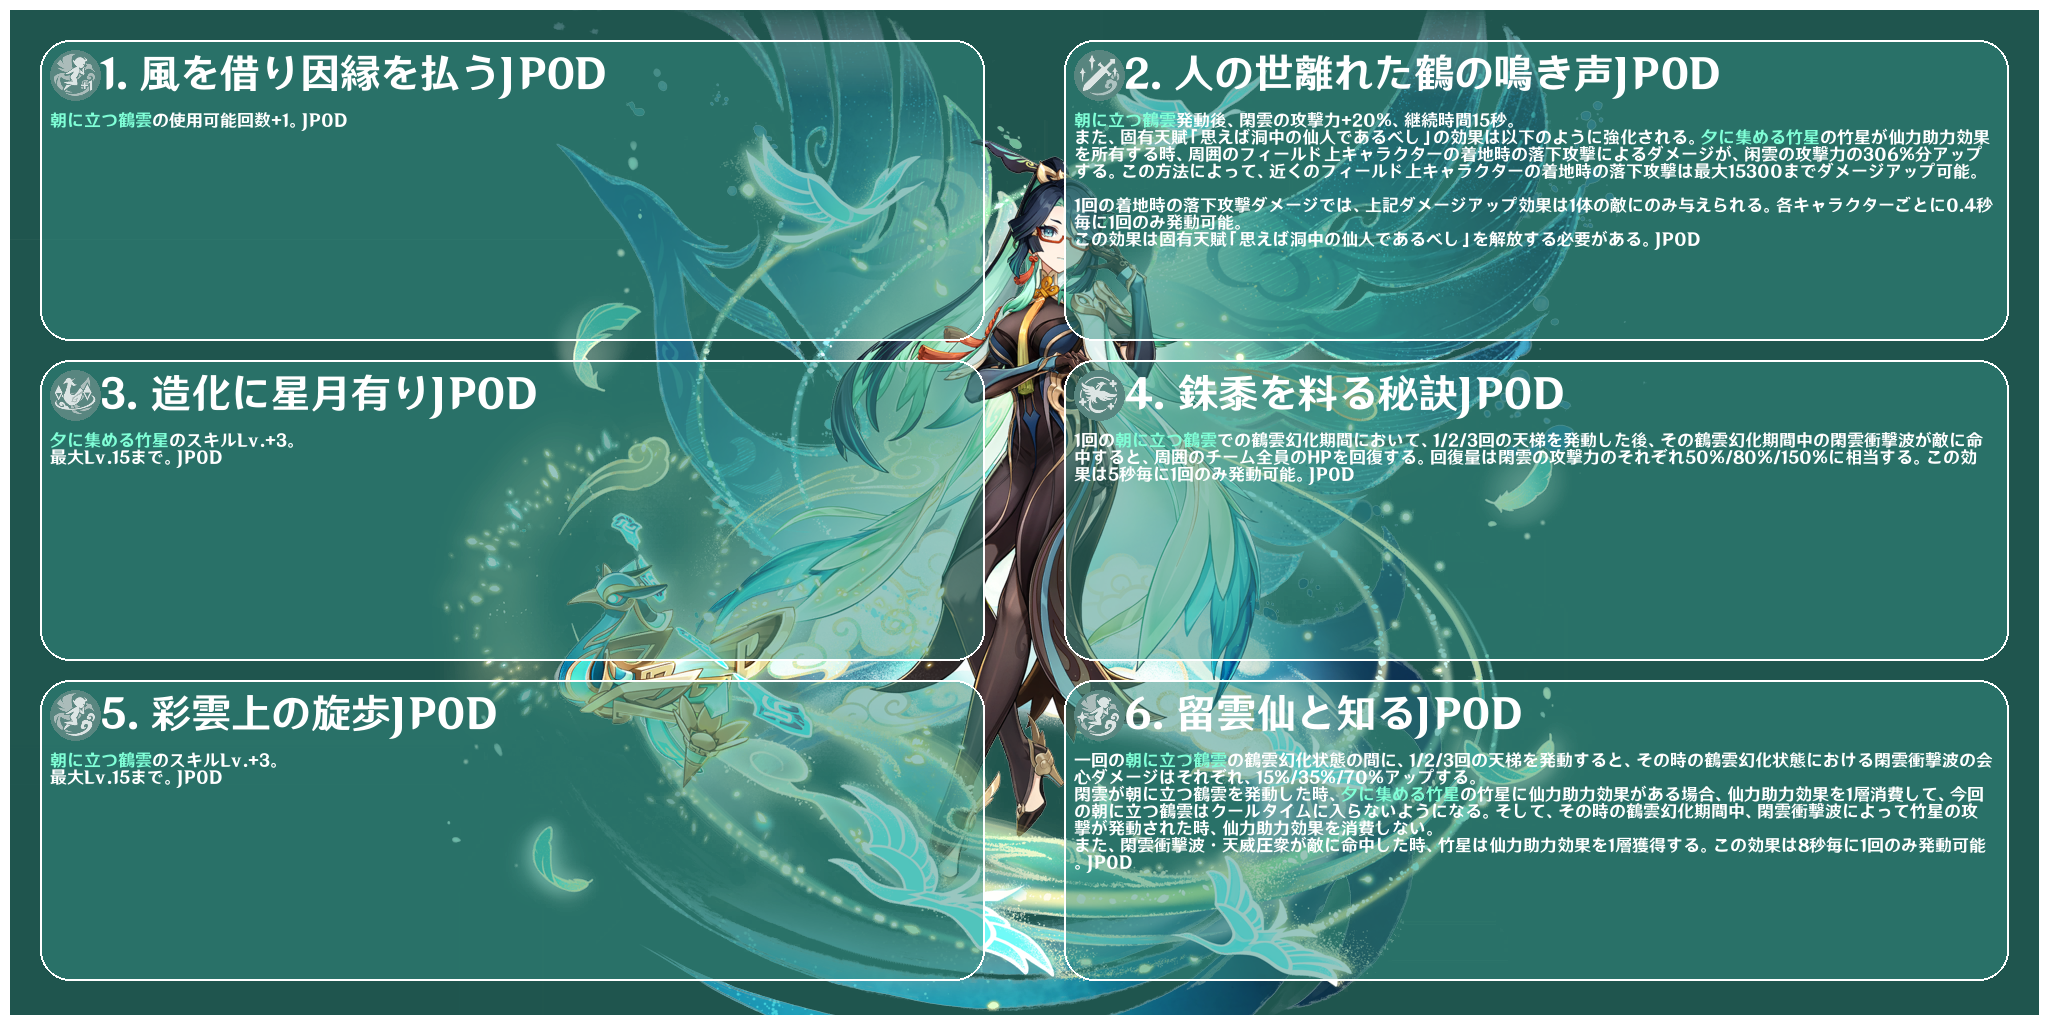 1. 風を借り因縁を払うJPOD
朝に立つ鶴雲の使用可能回数+1。JPOD
2. 人の世離れた鶴の鳴き声JPOD
朝に立つ鶴雲発動後、閑雲の攻撃力+20%、継続時間15秒。
また、固有天賦「思えば洞中の仙人であるべし」の効果は以下のように強化される。夕に集める竹星の竹星が仙力助力効果
を所有する時、周囲のフィールド上キャラクターの着地時の落下攻撃によるダメージが、閑雲の攻撃力の306%分アップ
する。この方法によって、近くのフィールド上キャラクターの着地時の落下攻撃は最大15300までダメージアップ可能。
1回の着地時の落下攻撃ダメージでは、上記ダメージアップ効果は1体の敵にのみ与えられる。各キャラクターごとに0.4秒
毎に1回のみ発動可能。
この効果は固有天賦「思えば洞中の仙人であるべし」を解放する必要がある。JPOD
3. 造化に星月有りJPOD
夕に集める竹星のスキルLv.+3。
最大Lv.15まで。JPOD
4. 銖黍を料る秘訣JPOD
1回の朝に立つ鶴雲での鶴雲幻化期間において、1/2/3回の天梯を発動した後、その鶴雲幻化期間中の閑雲衝撃波が敵に命
中すると、周囲のチーム全員のHPを回復する。回復量は閑雲の攻撃力のそれぞれ50%/80%/150%に相当する。この効
果は5秒毎に1回のみ発動可能。JPOD
5. 彩雲上の旋歩JPOD
朝に立つ鶴雲のスキルLv.+3。
最大Lv.15まで。JPOD
6. 留雲仙と知るJPOD
一回の朝に立つ鶴雲の鶴雲幻化状態の間に、1/2/3回の天梯を発動すると、その時の鶴雲幻化状態における閑雲衝撃波の会
心ダメージはそれぞれ、15%/35%/70%アップする。
閑雲が朝に立つ鶴雲を発動した時、夕に集める竹星の竹星に仙力助力効果がある場合、仙力助力効果を1層消費して、今回
の朝に立つ鶴雲はクールタイムに入らないようになる。そして、その時の鶴雲幻化期間中、閑雲衝撃波によって竹星の攻
撃が発動された時、仙力助力効果を消費しない。
また、閑雲衝撃波・天威圧衆が敵に命中した時、竹星は仙力助力効果を1層獲得する。この効果は8秒毎に1回のみ発動可能
。JPOD